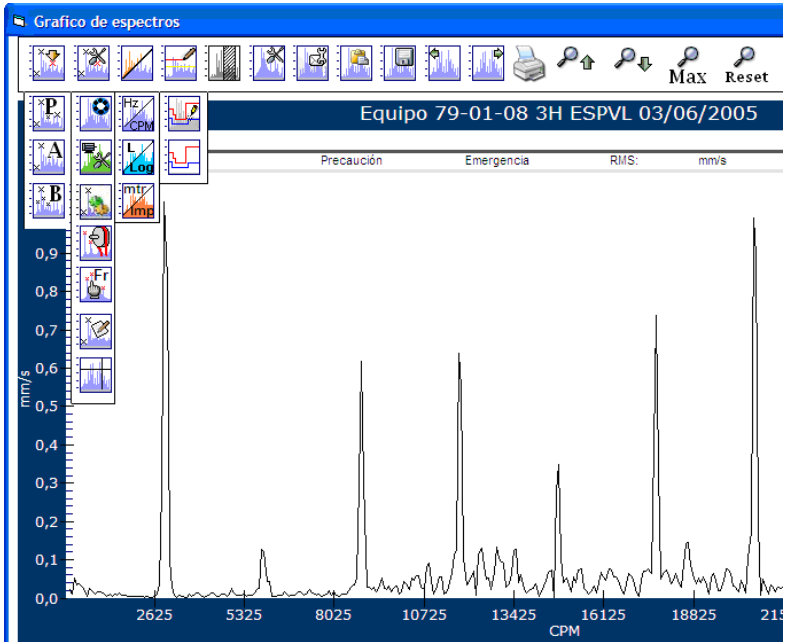 Grafico de espectros
Max Reset
P Hz CPM
A L Log
B mtr Imp
Fr
Equipo 79-01-08 3H ESPVL 03/06/2005
Precaución Emergencia RMS: mm/s
0,9
0,8
0,7
0,6
0,5
0,4
0,3
0,2
0,1
0,0
mm/s
2625 5325 8025 10725 13425 16125 18825 215
CPM